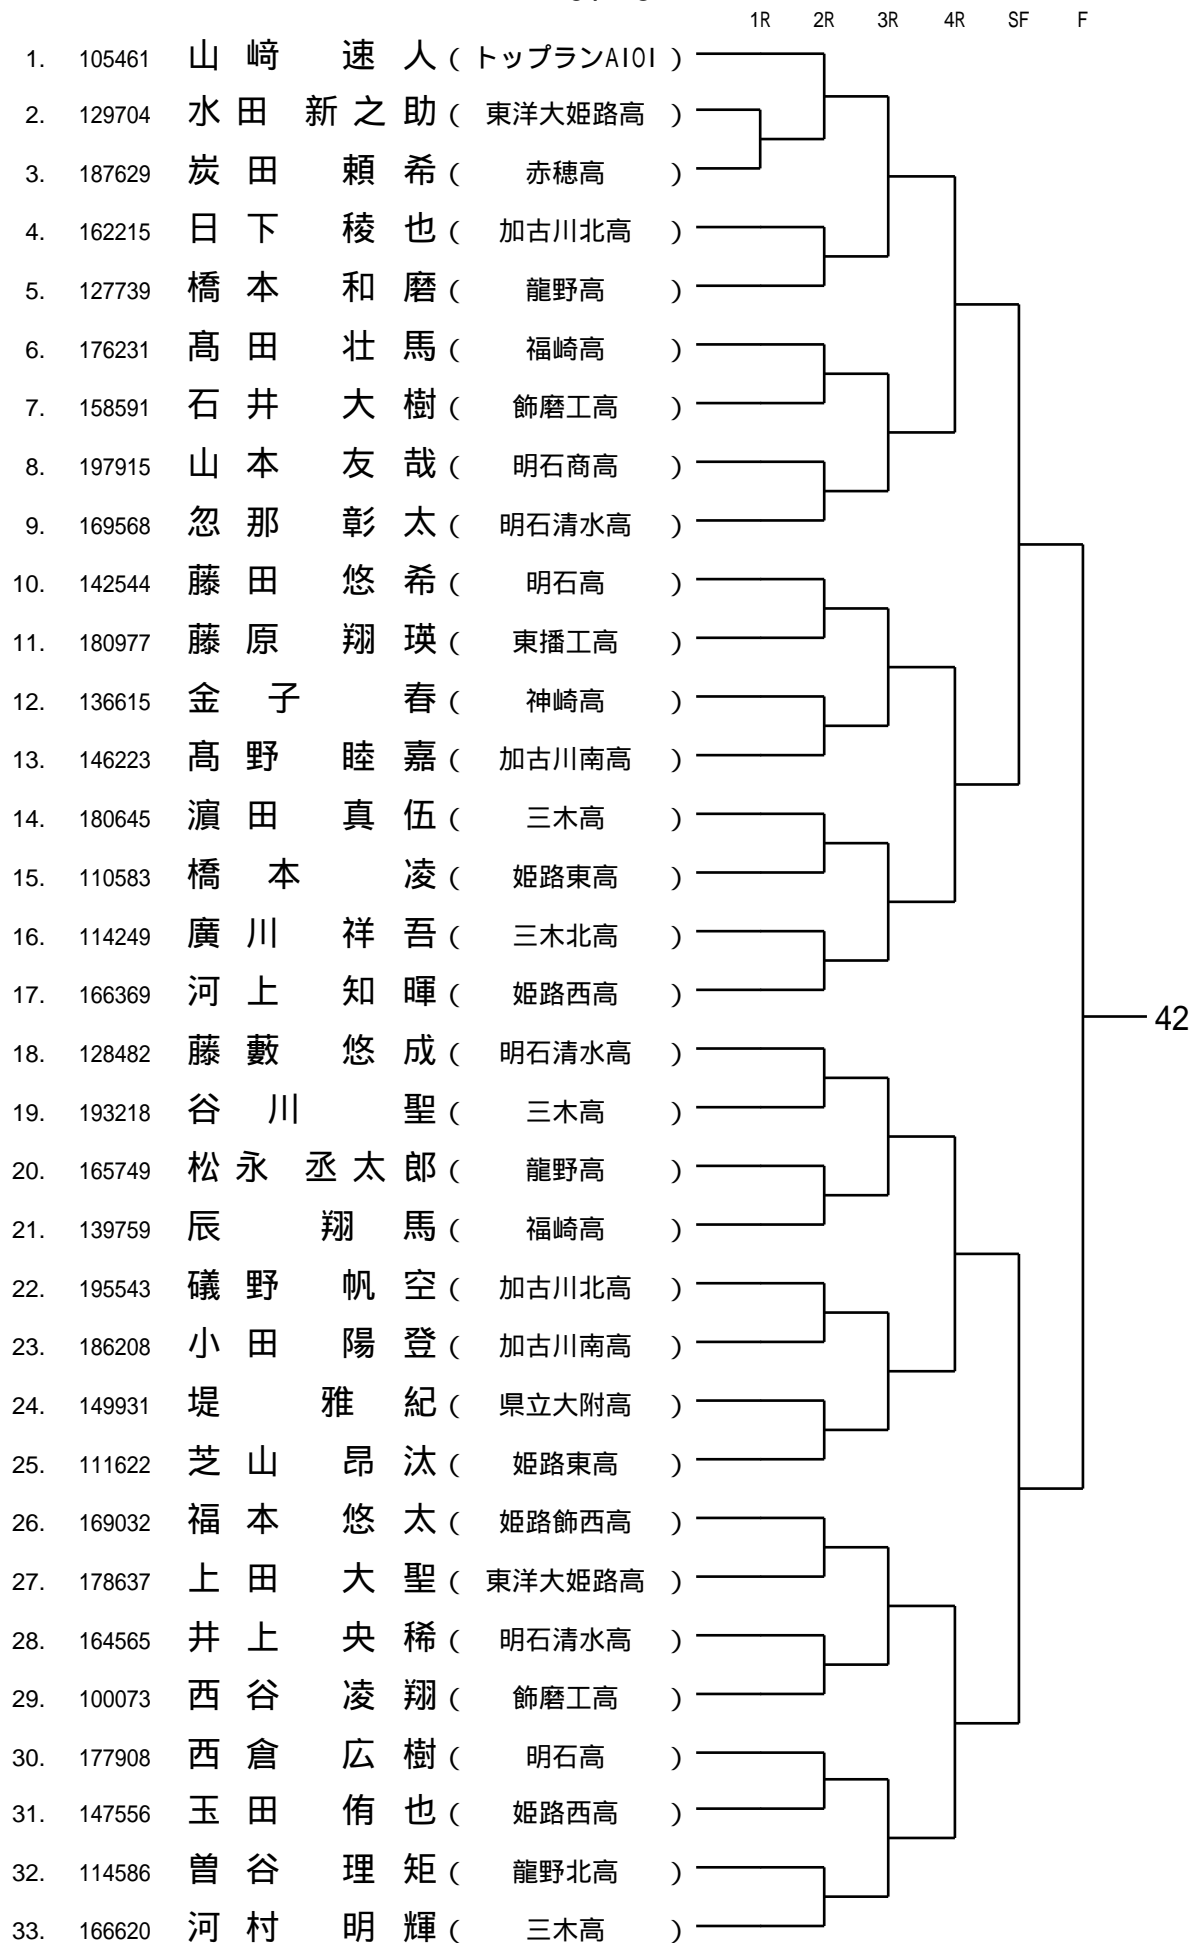 1R 2R 3R 4R SF F
1. 105461 山﨑 速人 ( トップランAIOI )
2. 129704 水田 新之助 ( 東洋大姫路高 )
3. 187629 炭田 頼希 ( 赤穂高 )
4. 162215 日下 稜也 ( 加古川北高 )
5. 127739 橋本 和磨 ( 龍野高 )
6. 176231 髙田 壮馬 ( 福崎高 )
7. 158591 石井 大樹 ( 飾磨工高 )
8. 197915 山本 友哉 ( 明石商高 )
9. 169568 忽那 彰太 ( 明石清水高 )
10. 142544 藤田 悠希 ( 明石高 )
11. 180977 藤原 翔瑛 ( 東播工高 )
12. 136615 金子 春 ( 神崎高 )
13. 146223 髙野 睦嘉 ( 加古川南高 )
14. 180645 濵田 真伍 ( 三木高 )
15. 110583 橋本 凌 ( 姫路東高 )
16. 114249 廣川 祥吾 ( 三木北高 )
17. 166369 河上 知暉 ( 姫路西高 )
42
18. 128482 藤藪 悠成 ( 明石清水高 )
19. 193218 谷川 聖 ( 三木高 )
20. 165749 松永 丞太郎 ( 龍野高 )
21. 139759 辰 翔馬 ( 福崎高 )
22. 195543 礒野 帆空 ( 加古川北高 )
23. 186208 小田 陽登 ( 加古川南高 )
24. 149931 堤 雅紀 ( 県立大附高 )
25. 111622 芝山 昂汰 ( 姫路東高 )
26. 169032 福本 悠太 ( 姫路飾西高 )
27. 178637 上田 大聖 ( 東洋大姫路高 )
28. 164565 井上 央稀 ( 明石清水高 )
29. 100073 西谷 凌翔 ( 飾磨工高 )
30. 177908 西倉 広樹 ( 明石高 )
31. 147556 玉田 侑也 ( 姫路西高 )
32. 114586 曽谷 理矩 ( 龍野北高 )
33. 166620 河村 明輝 ( 三木高 )